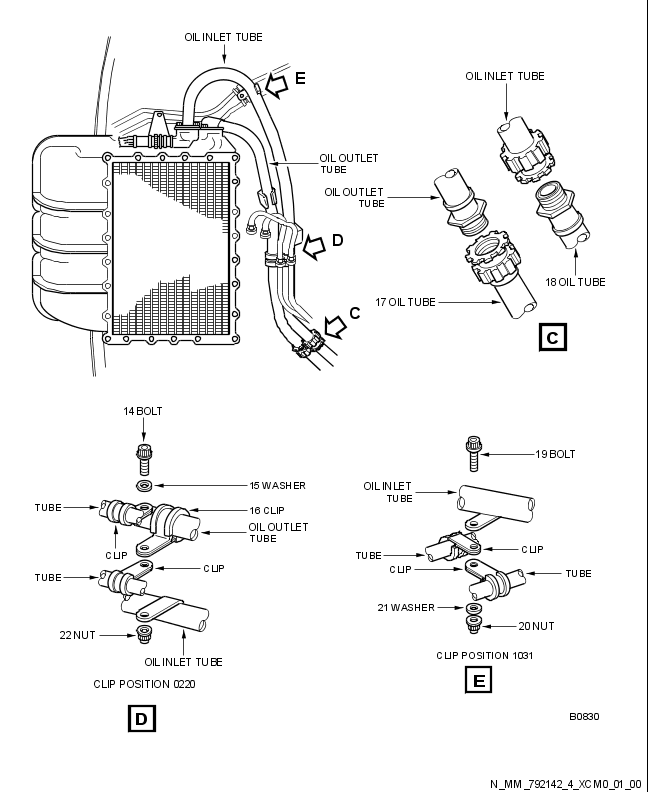 OIL INLET TUBE
E
OIL OUTLET
TUBE
D
C
OIL INLET TUBE
OIL OUTLET
TUBE
18 OIL TUBE
17 OIL TUBE
C
14 BOLT
15 WASHER
TUBE
16 CLIP
OIL OUTLET
TUBE
CLIP
CLIP
TUBE
22 NUT
OIL INLET TUBE
CLIP POSITION 0220
D
19 BOLT
OIL INLET
TUBE
CLIP
TUBE
CLIP
TUBE
21 WASHER
20 NUT
CLIP POSITION 1031
E
B0830
N_MM_792142_4_XCM0_01_00